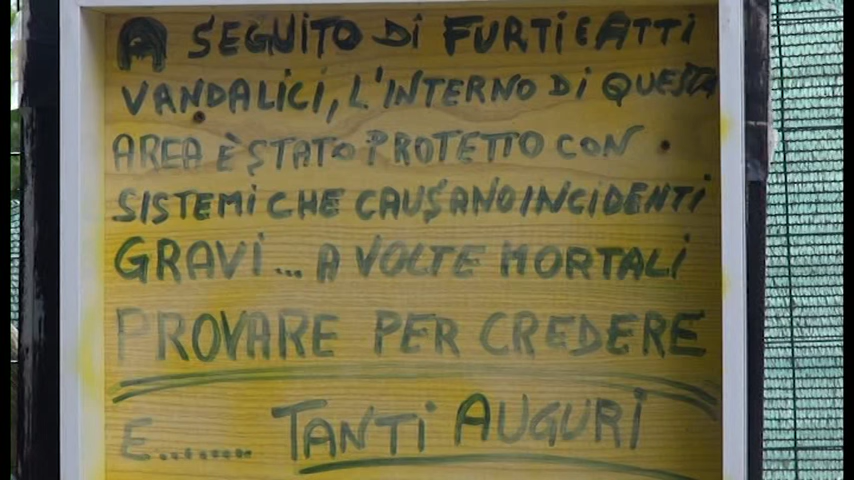 A SEGUITO DI FURTI E ATTI
VANDALICI, L'INTERNO DI QUESTA
AREA È STATO PROTETTO CON
SISTEMI CHE CAUSANO INCIDENTI
GRAVI... A VOLTE MORTALI
PROVARE PER CREDERE
E........ TANTI AUGURI